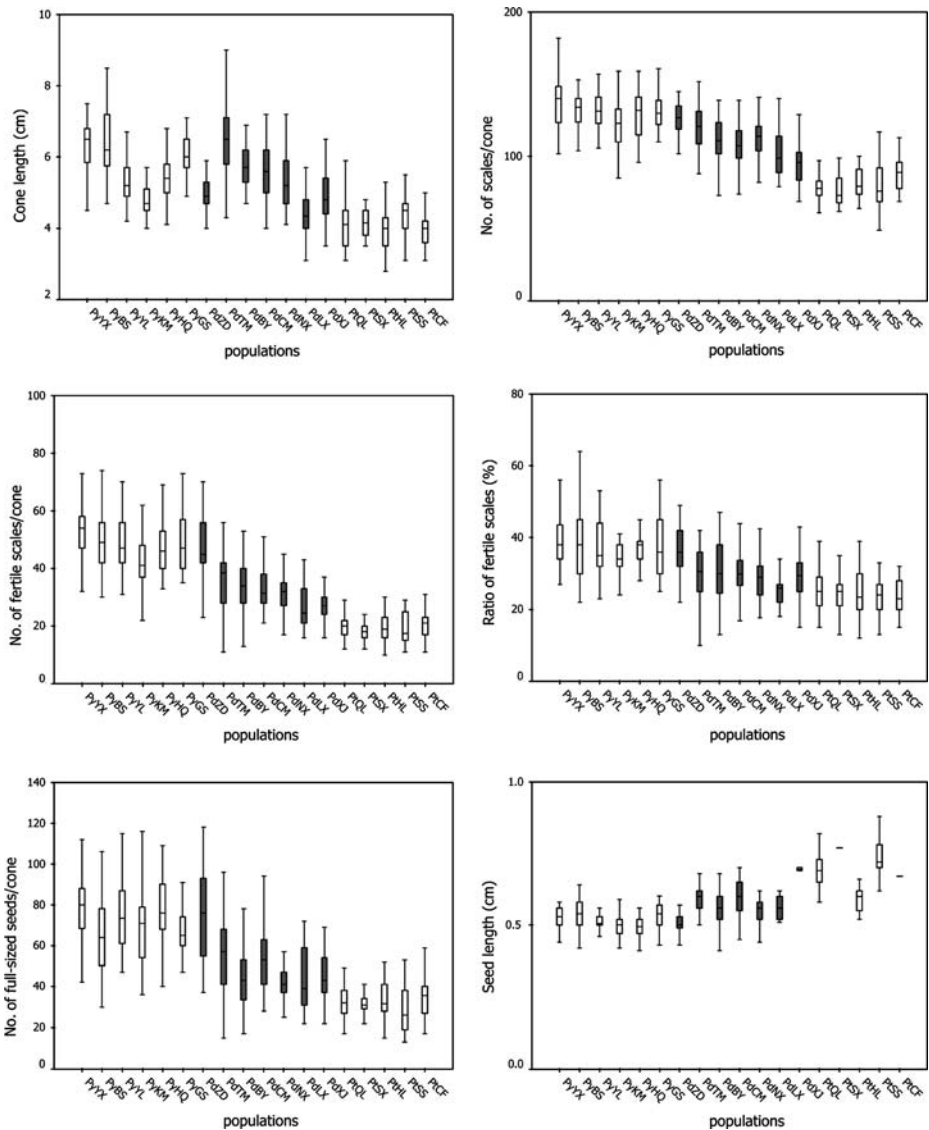 10
8
6
4
2
Cone length (cm)
PyYX PyBS PyYL PyKM PyHQ PyGS PdZD PdTM PdBY PdCM PdNX PdLX PdXJ PtQL PtSX PtHL PtSS PtCF
populations
200
100
0
No. of scales/cone
PyYX PyBS PyYL PyKM PyHQ PyGS PdZD PdTM PdBY PdCM PdNX PdLX PdXJ PtQL PtSX PtHL PtSS PtCF
populations
100
80
60
40
20
0
No. of fertile scales/cone
PyYX PyBS PyYL PyKM PyHQ PyGS PdZD PdTM PdBY PdCM PdNX PdLX PdXJ PtQL PtSX PtHL PtSS PtCF
populations
80
60
40
20
0
Ratio of fertile scales (%)
PyYX PyBS PyYL PyKM PyHQ PyGS PdZD PdTM PdBY PdCM PdNX PdLX PdXJ PtQL PtSX PtHL PtSS PtCF
populations
140
120
100
80
60
40
20
0
No. of full-sized seeds/cone
PyYX PyBS PyYL PyKM PyHQ PyGS PdZD PdTM PdBY PdCM PdNX PdLX PdXJ PtQL PtSX PtHL PtSS PtCF
populations
1.0
0.5
0.0
Seed length (cm)
PyYX PyBS PyYL PyKM PyHQ PyGS PdZD PdTM PdBY PdCM PdNX PdLX PdXJ PtQL PtSX PtHL PtSS PtCF
populations